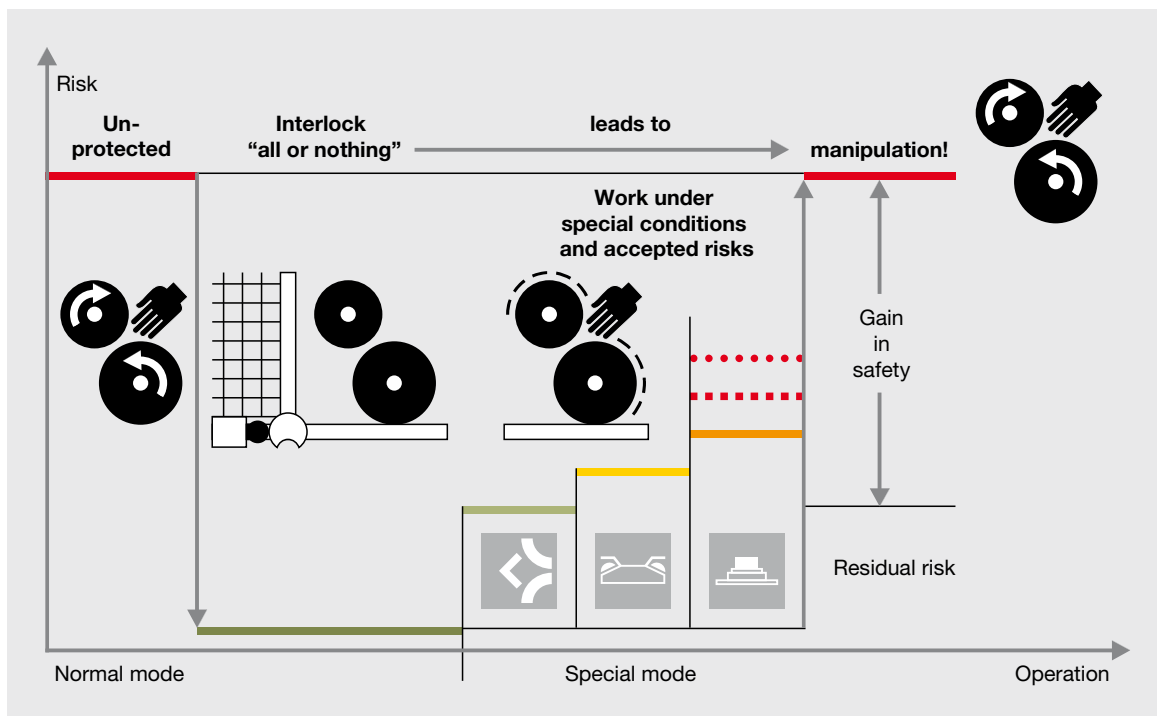 Risk
Un-
protected
Interlock
“all or nothing”
leads to
manipulation!
Work under
special conditions
and accepted risks
Gain
in
safety
Residual risk
Normal mode
Special mode
Operation